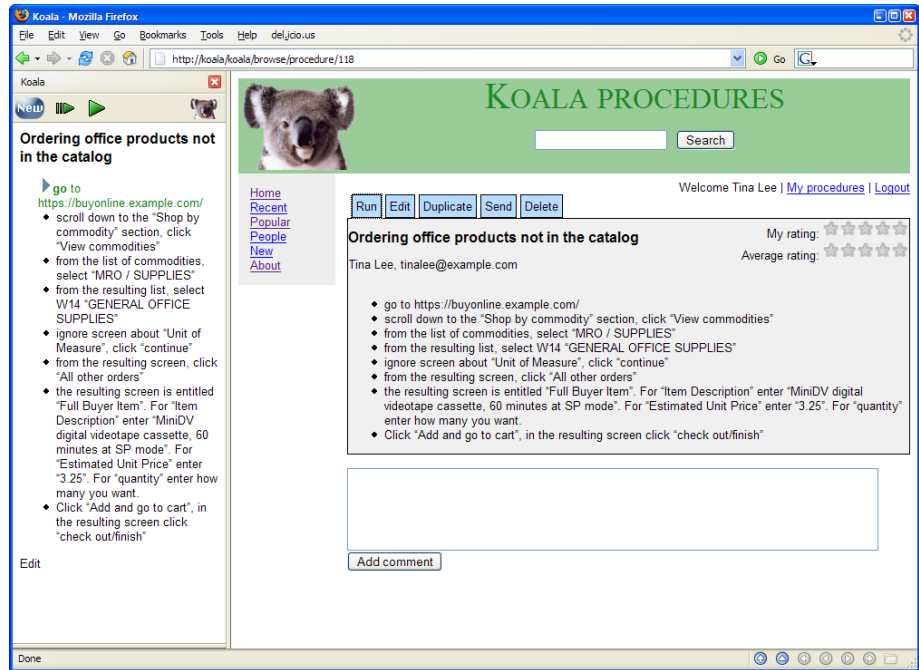 Koala - Mozilla Firefox
File Edit View Go Bookmarks Tools Help del.icio.us
http://koala/koala/browse/procedure/118
Go
G
Koala
New
Ordering office products not
in the catalog
go to
https://buyonline.example.com/
scroll down to the “Shop by
commodity” section, click
“View commodities”
from the list of commodities,
select “MRO / SUPPLIES”
from the resulting list, select
W14 “GENERAL OFFICE
SUPPLIES”
ignore screen about “Unit of
Measure”, click “continue”
from the resulting screen, click
“All other orders”
the resulting screen is entitled
“Full Buyer Item”. For “Item
Description” enter “MiniDV
digital videotape cassette, 60
minutes at SP mode”. For
“Estimated Unit Price” enter
“3.25”. For “quantity” enter how
many you want.
Click “Add and go to cart”, in
the resulting screen click
“check out/finish”
Edit
KOALA PROCEDURES
Search
Welcome Tina Lee | My procedures | Logout
Home
Recent
Popular
People
New
About
Run Edit Duplicate Send Delete
Ordering office products not in the catalog
My rating:
Average rating:
Tina Lee, tinalee@example.com
go to https://buyonline.example.com/
scroll down to the “Shop by commodity” section, click “View commodities”
from the list of commodities, select “MRO / SUPPLIES”
from the resulting list, select W14 “GENERAL OFFICE SUPPLIES”
ignore screen about “Unit of Measure”, click “continue”
from the resulting screen, click “All other orders”
the resulting screen is entitled “Full Buyer Item”. For “Item Description” enter “MiniDV digital
videotape cassette, 60 minutes at SP mode”. For “Estimated Unit Price” enter “3.25”. For “quantity”
enter how many you want.
Click “Add and go to cart”, in the resulting screen click “check out/finish”
Add comment
Done